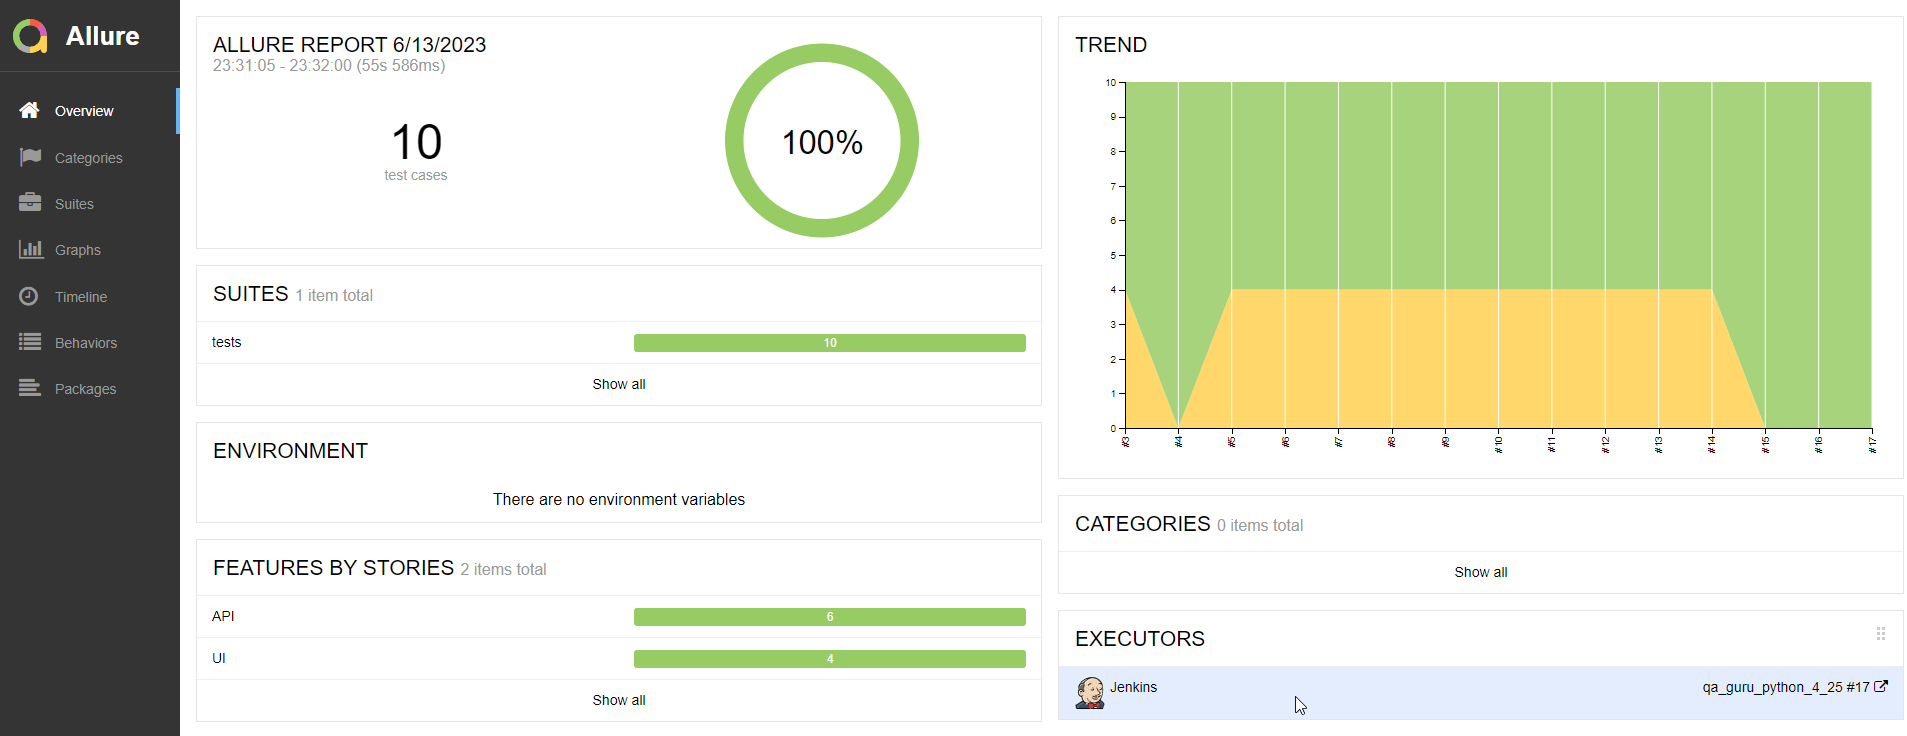 Allure
Overview
Categories
Suites
Graphs
Timeline
Behaviors
Packages
ALLURE REPORT 6/13/2023
23:31:05 - 23:32:00 (55s 586ms)
10
test cases
100%
SUITES 1 item total
tests 10
Show all
ENVIRONMENT
There are no environment variables
FEATURES BY STORIES 2 items total
API 6
UI 4
Show all
TREND
10
9
8
7
6
5
4
3
2
1
0
#3 #4 #5 #6 #7 #8 #9 #10 #11 #12 #13 #14 #15 #16 #17
CATEGORIES 0 items total
Show all
EXECUTORS
Jenkins qa_guru_python_4_25 #17